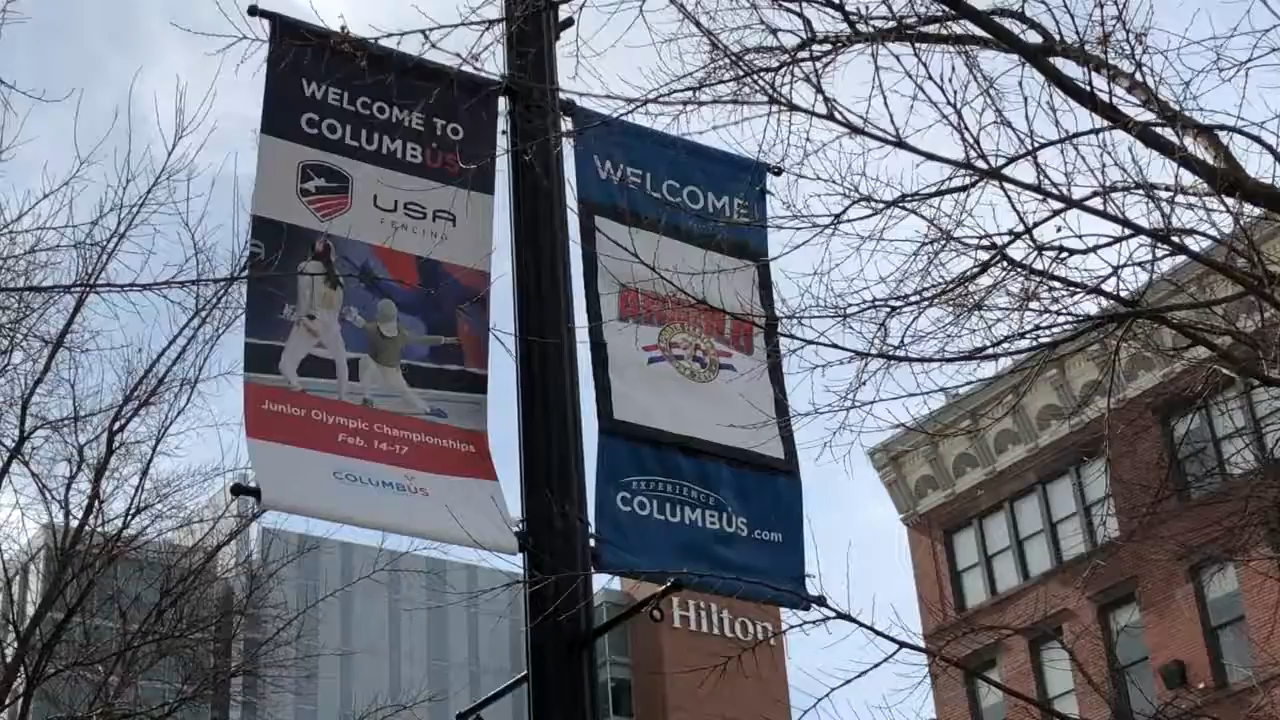 WELCOME TO
COLUMBUS
USA
FENCING
Junior Olympic Championships
Feb. 14-17
COLUMBUS
WELCOME
ARNOLD
EXPERIENCE
COLUMBUS.com
Hilton